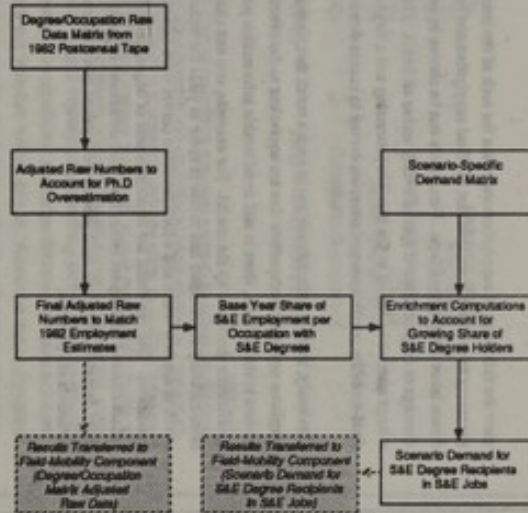 Degree/Occupation Raw
Data Matrix from
1982 Postcensal Tape
Adjusted Raw Numbers to
Account for Ph.D
Overestimation
Scenario-Specific
Demand Matrix
Final Adjusted Raw
Numbers to Match
1982 Employment
Estimates
Base Year Share of
S&E Employment per
Occupation with
S&E Degrees
Enrichment Computations
to Account for
Growing Share of
S&E Degree Holders
Results Transferred to
Field-Mobility Component
(Degree/Occupation
Matrix Adjusted
Raw Data)
Results Transferred to
Field-Mobility Component
(Scenario Demand for
S&E Degree Recipients
in S&E Jobs)
Scenario Demand for
S&E Degree Recipients
in S&E Jobs